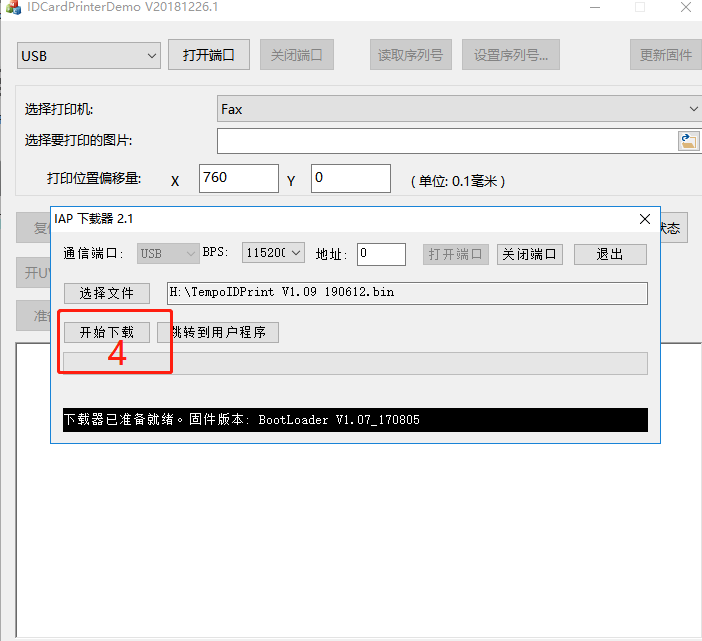 IDCardPrinterDemo V20181226.1
USB 打开端口 关闭端口 读取序列号 设置序列号... 更新固件
选择打印机: Fax
选择要打印的图片:
打印位置偏移量: X 760 Y 0 (单位: 0.1毫米)
IAP 下载器 2.1
状态
通信端口: USB BPS: 115200 地址: 0 打开端口 关闭端口 退出
开U
选择文件 H:\TempoIDPrint V1.09 190612.bin
开始下载 跳转到用户程序
4
下载器已准备就绪。固件版本: BootLoader V1.07_170805